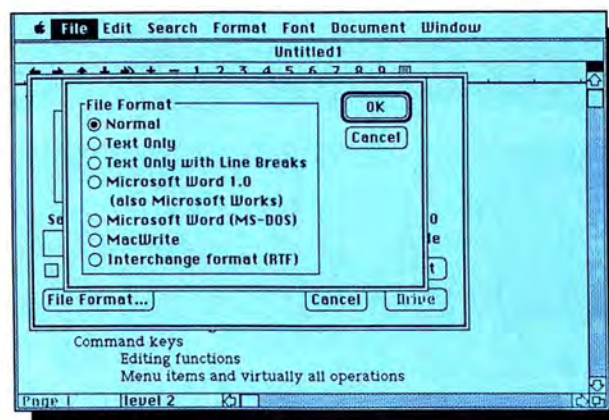 File Edit Search Format Font Document Window
Untitled1
1 2 3 4 5 6 7 8 9
File Format
Normal
Text Only
Text Only with Line Breaks
Microsoft Word 1.0
(also Microsoft Works)
Microsoft Word (MS-DOS)
MacWrite
Interchange format (RTF)
OK
Cancel
File Format...
Cancel
Drive
Command keys
Editing functions
Menu items and virtually all operations
Page 1
level 2